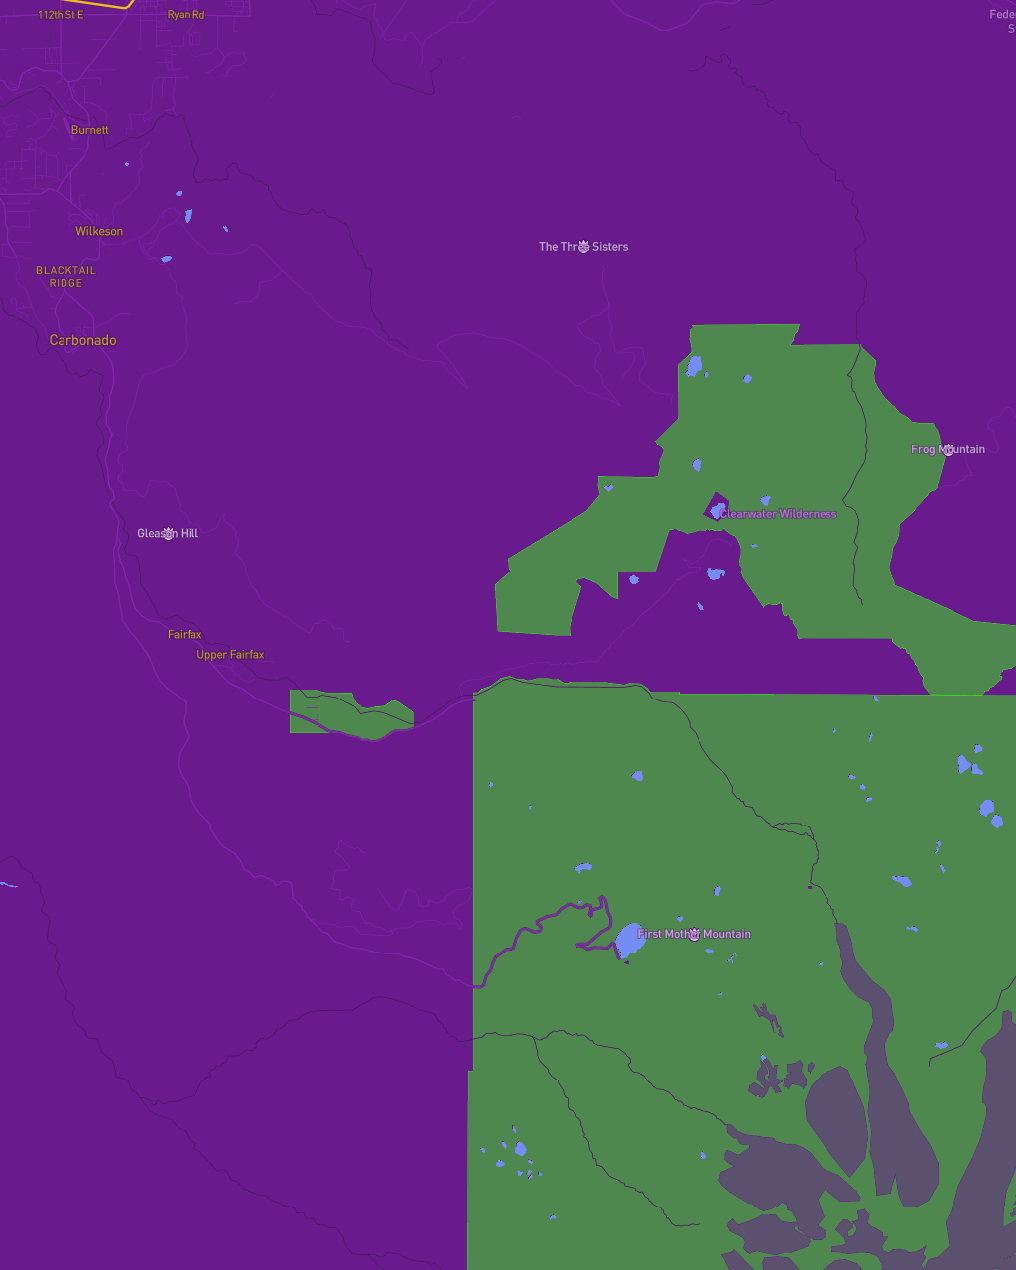 112th St E
Ryan Rd
Fede
S
Burnett
Wilkeson
The Three Sisters
BLACKTAIL
RIDGE
Carbonado
Frog Mountain
Clearwater Wilderness
Gleason Hill
Fairfax
Upper Fairfax
First Mother Mountain